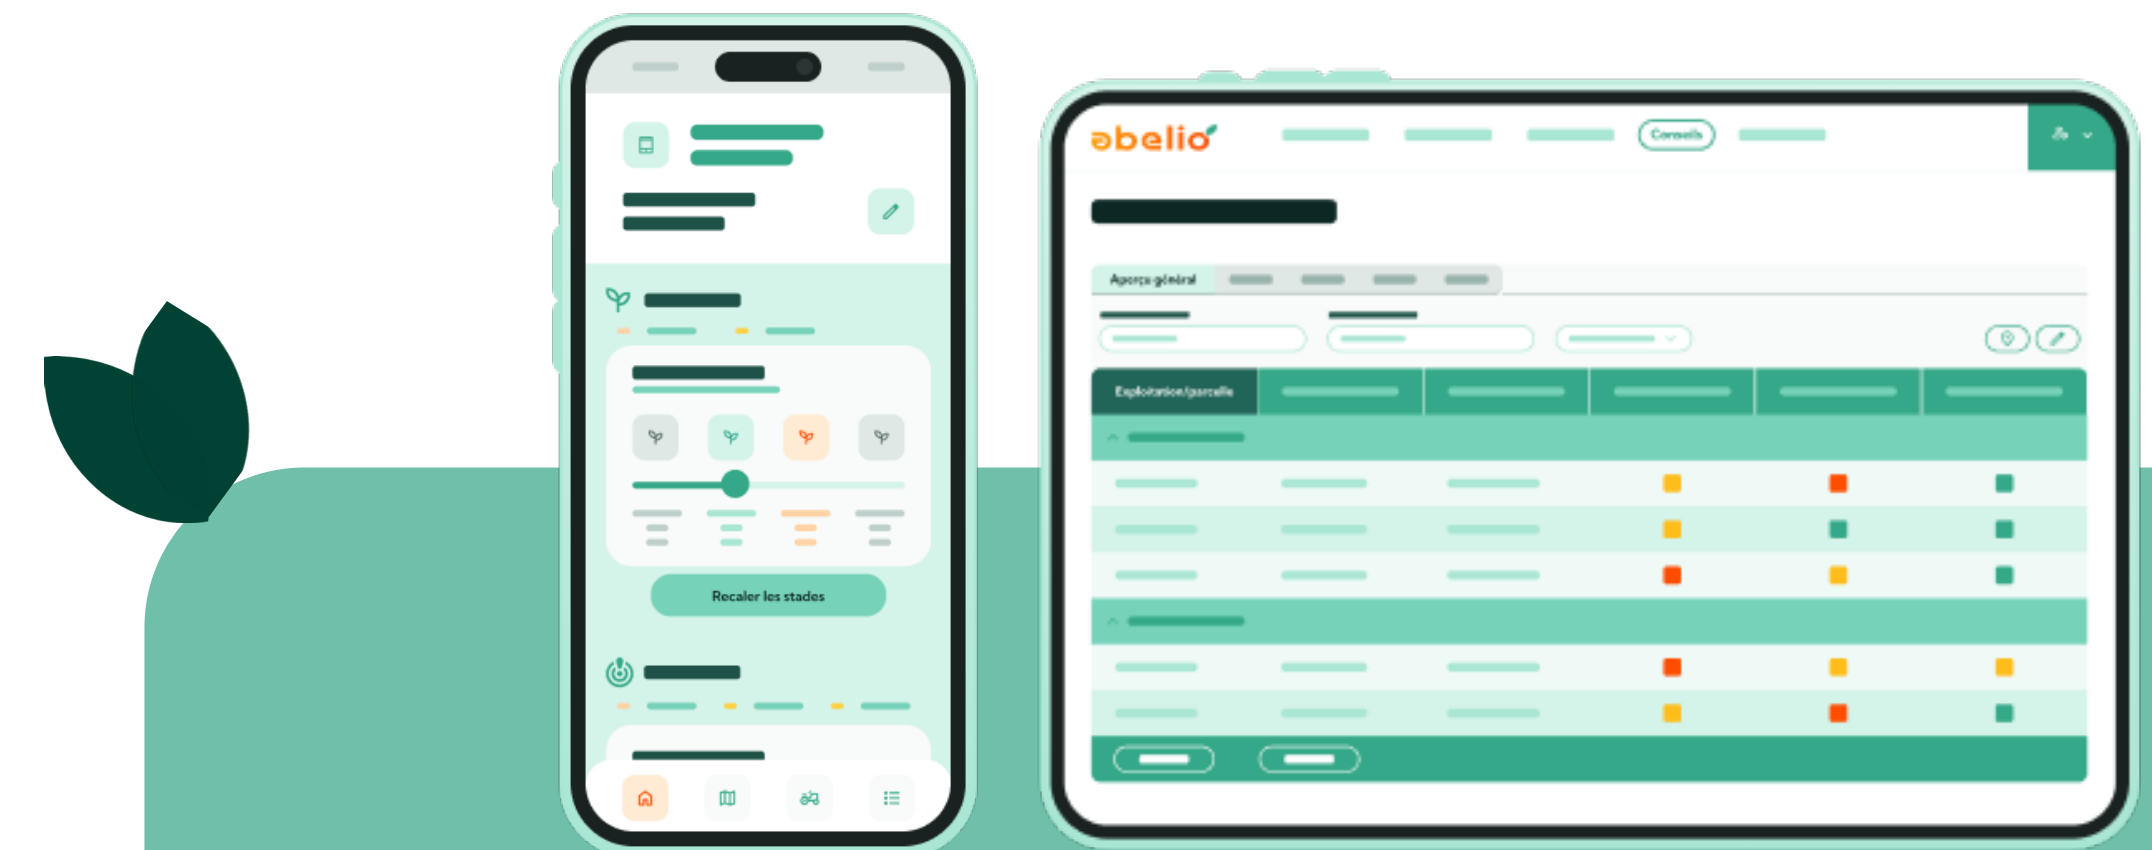 Recaler les stades
abelio
Conseils
Aperçu général
Exploitation/parcelle